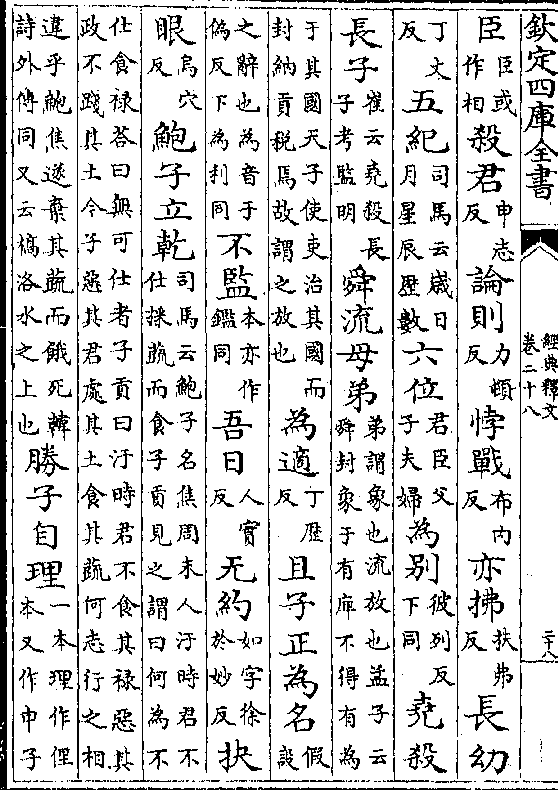 欽定四庫全書
經典釋文
卷二十八
二十八
臣臣或作相殺君申志反論則力頓反悖戰布内反亦拂扶弗反長幼
丁丈反五紀司馬云歲日月星辰歷數六位君臣父子夫婦為別彼列反下同堯殺
長子崔云堯殺長子考監明舜流母弟弟謂象也流放也孟子云舜封象于有庳不得有為
于其國天子使吏治其國而封納貢稅焉故謂之放也為適丁歷反且子正為名假設
之辭也為音于偽反下為利同不監本亦作鑑同吾日人實反无約如字徐於妙反抉
眼烏穴反鮑子立乾司馬云鮑子名焦周末人汙時君不仕採蔬而食子貢見之謂曰何為不
仕食禄荅曰無可仕者子貢曰汙時君不食其禄惡其政不踐其土今子惡其君處其土食其蔬何志行之相
違乎鮑焦遂棄其蔬而餓死韓詩外傳同又云槁洛水之上也勝子自理一本理作俚本又作申子